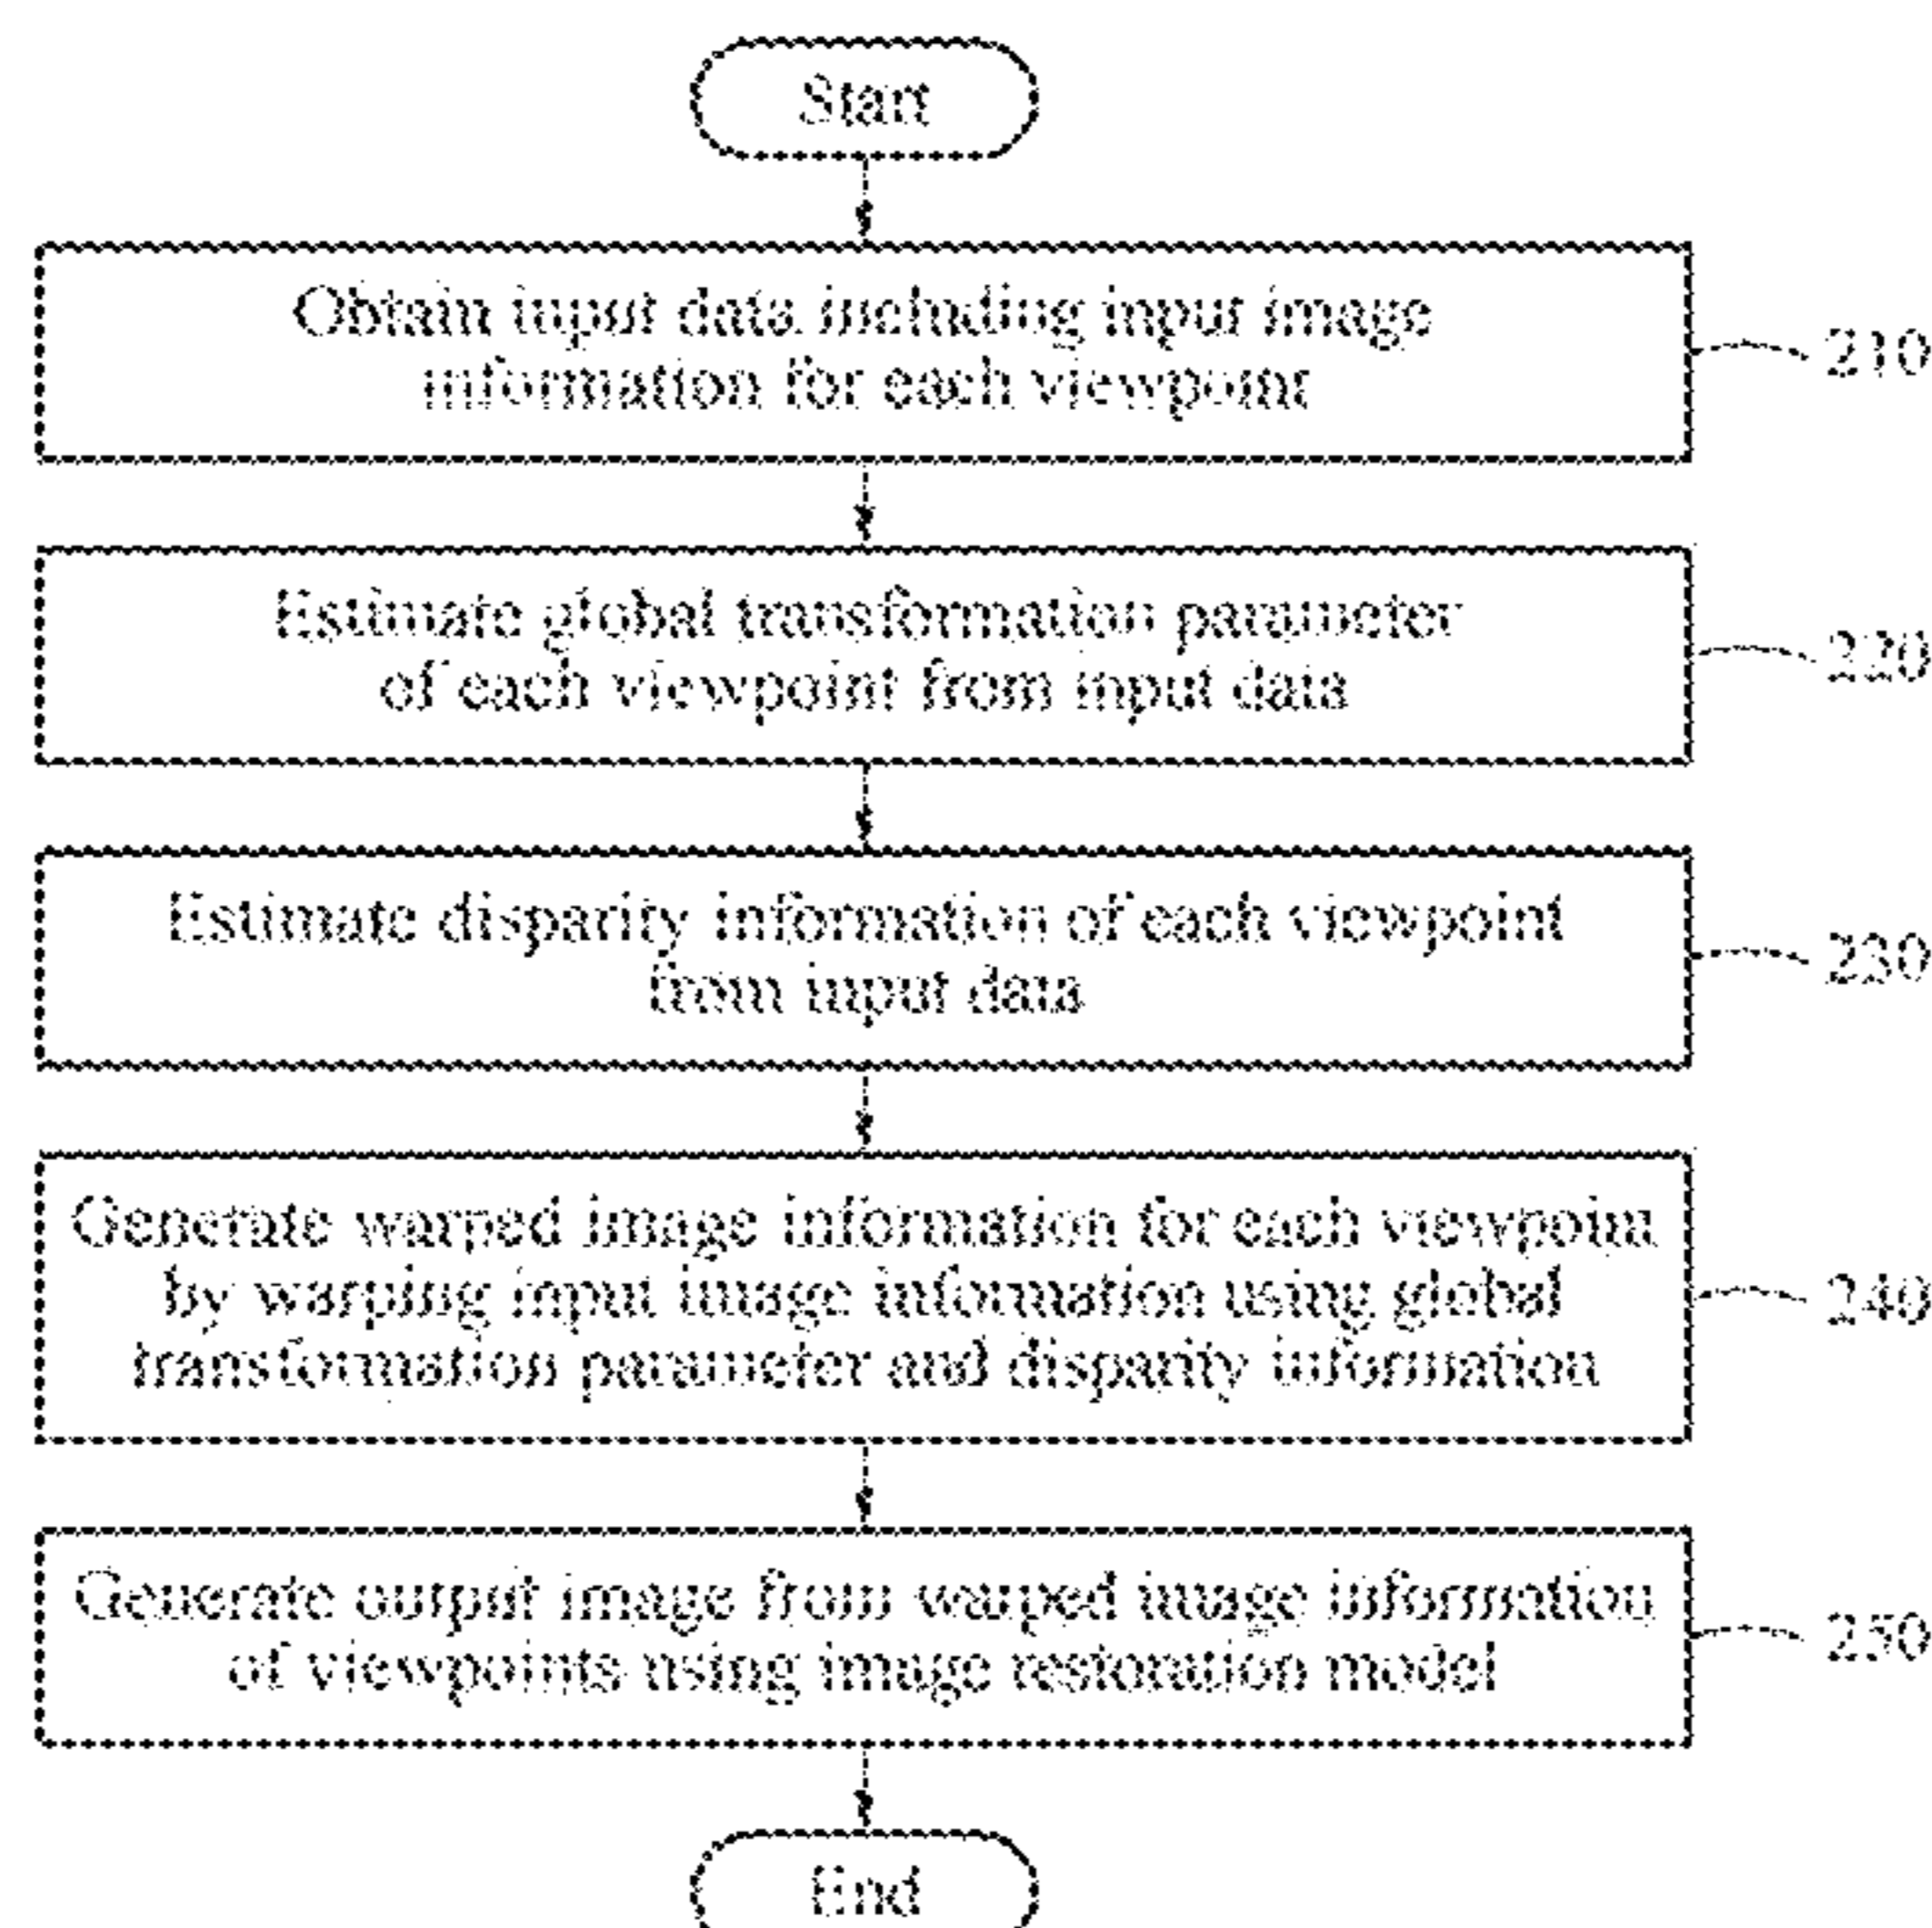 Start
Obtain input data including input image
information for each viewpoint
210
Estimate global transformation parameter
of each viewpoint from input data
220
Estimate disparity information of each viewpoint
from input data
230
Generate warped image information for each viewpoint
by warping input image information using global
transformation parameter and disparity information
240
Generate output image from warped image information
of viewpoints using image restoration model
250
End